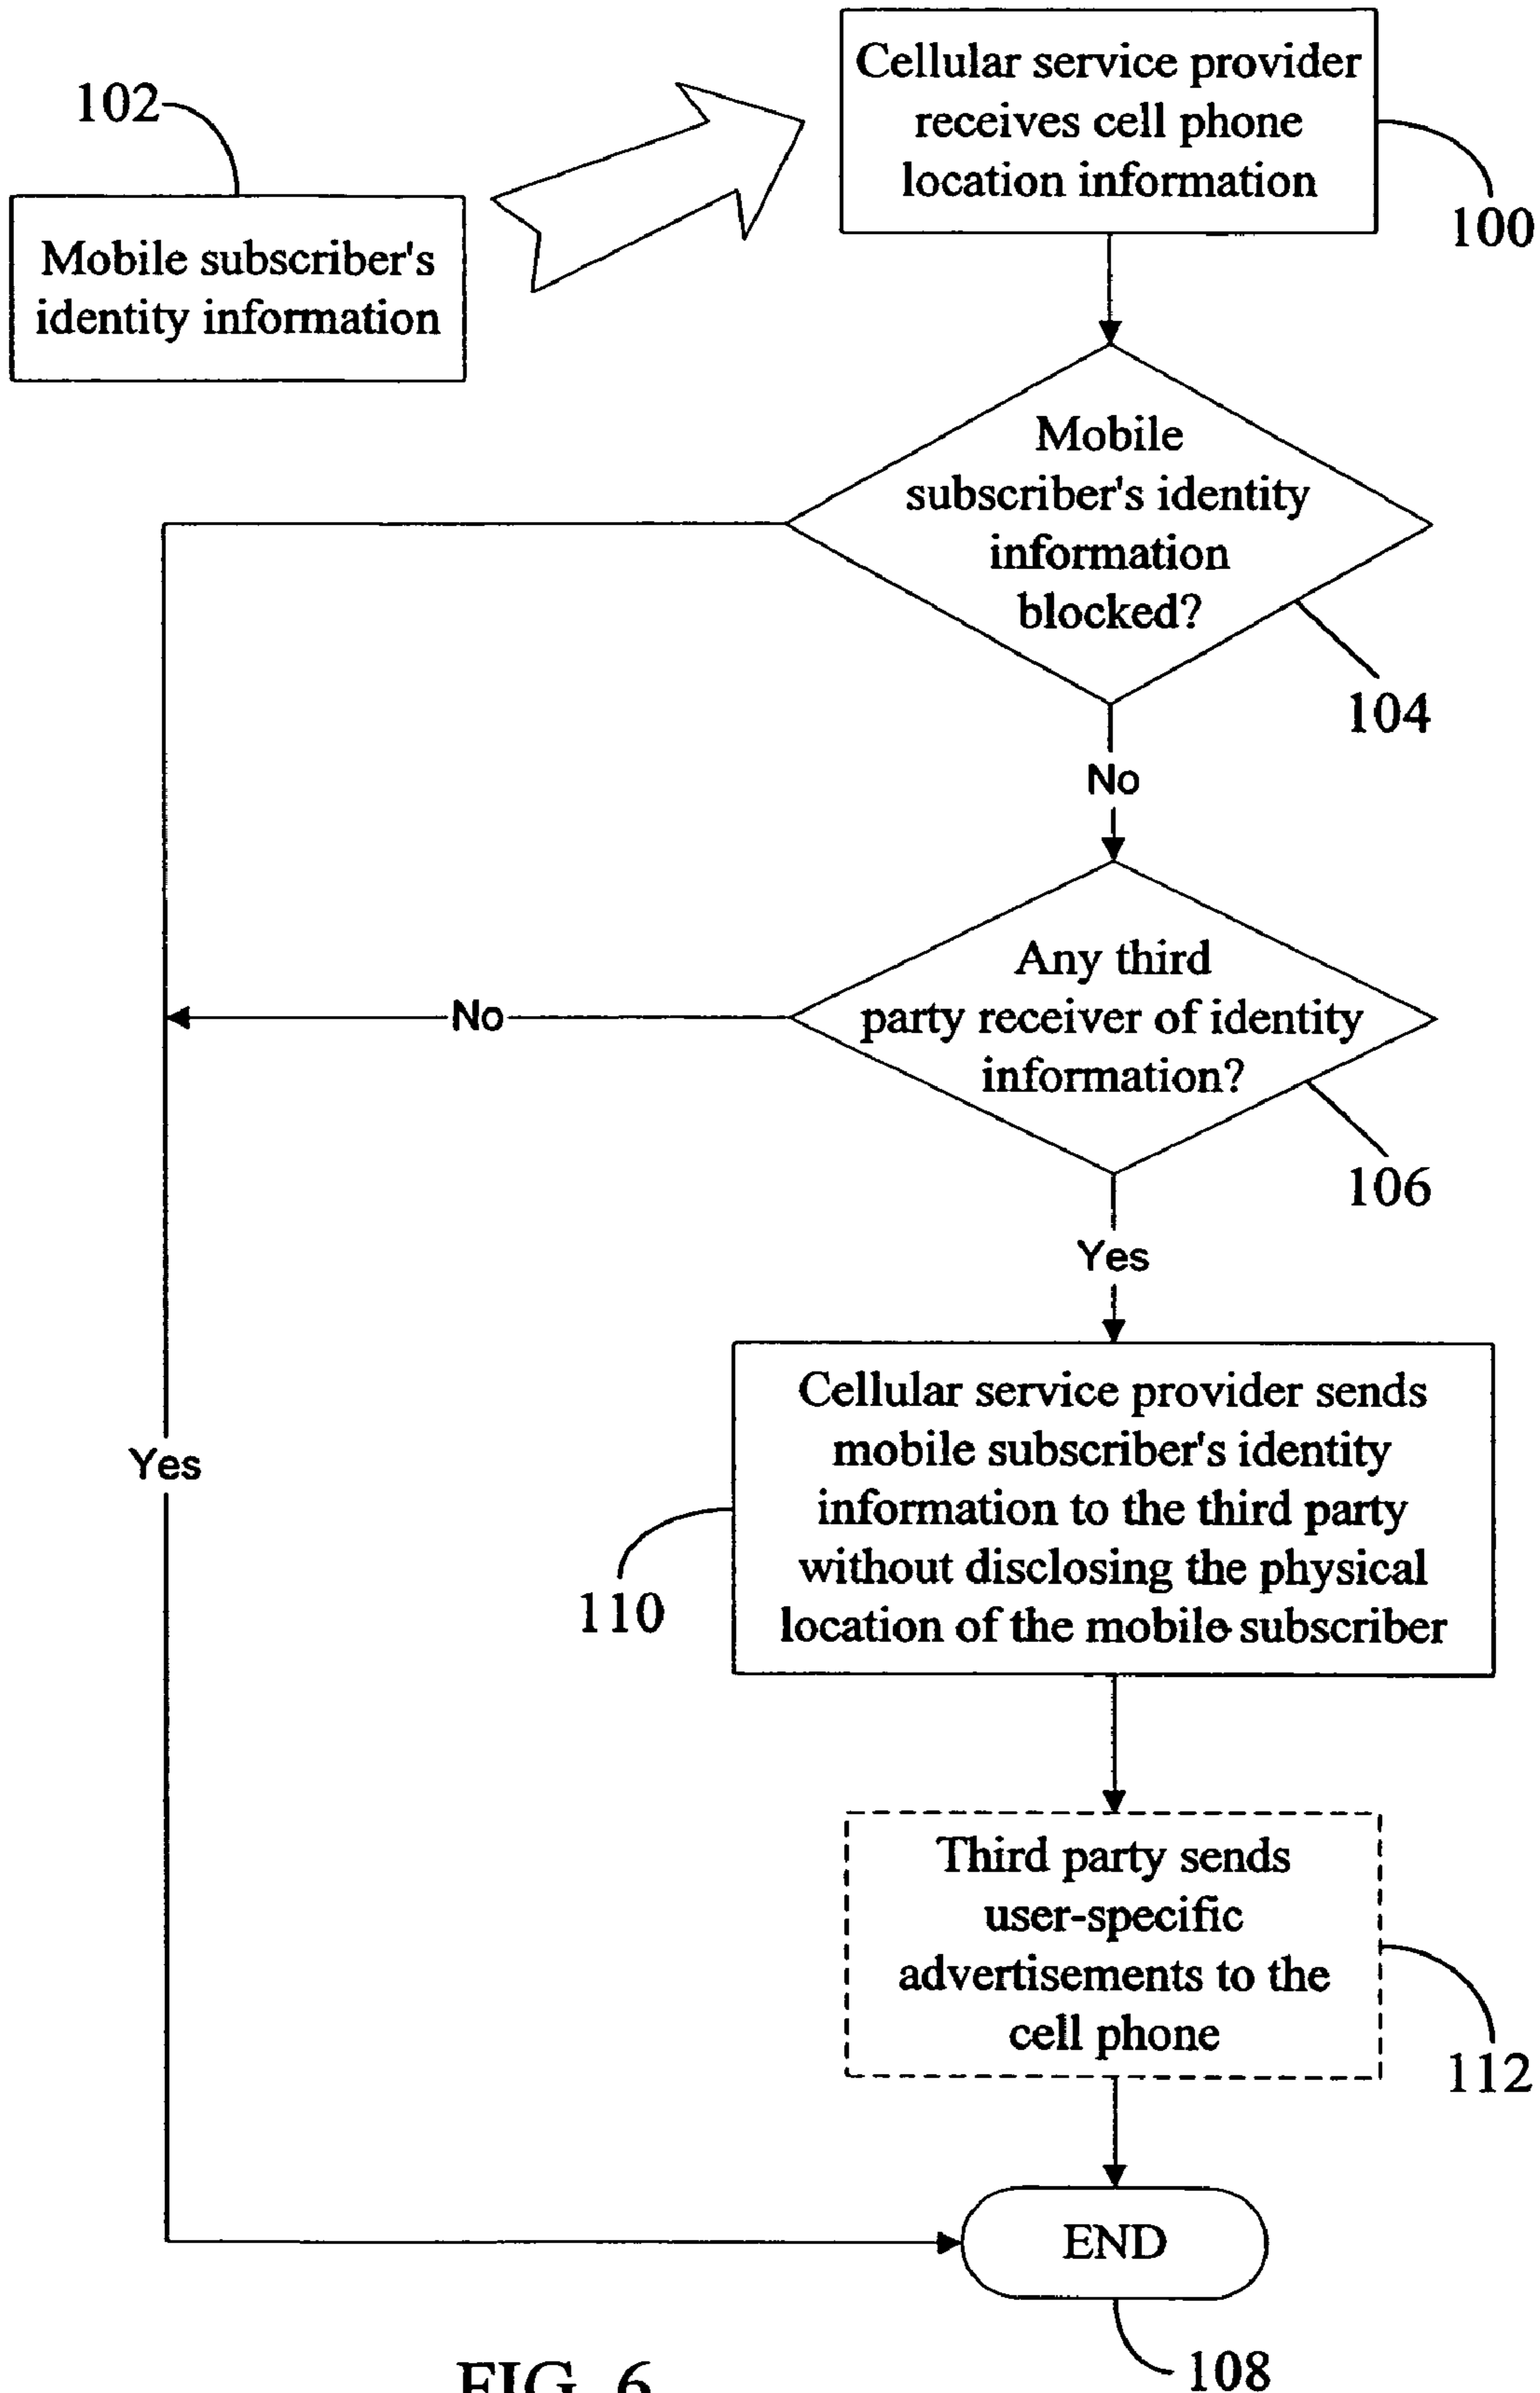 Cellular service provider
receives cell phone
location information
100
102
Mobile subscriber's
identity information
Mobile
subscriber's identity
information
blocked?
104
No
Any third
party receiver of identity
information?
106
No
Yes
Cellular service provider sends
mobile subscriber's identity
information to the third party
without disclosing the physical
location of the mobile subscriber
110
Yes
Third party sends
user-specific
advertisements to the
cell phone
112
END
108
FIG. 6